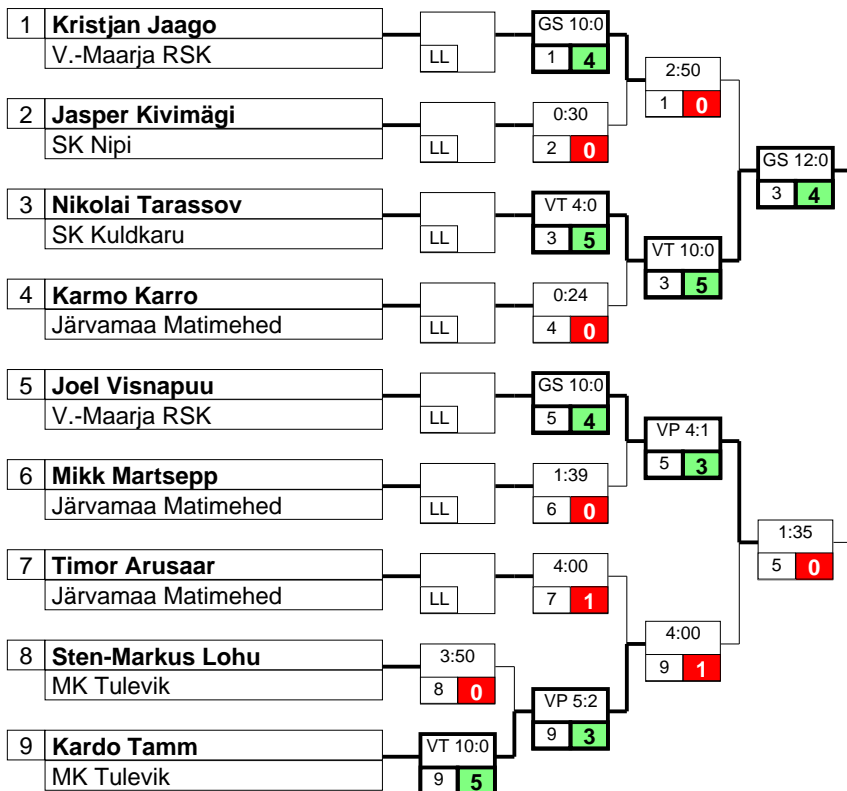 1 Kristjan Jaago
V.-Maarja RSK
LL
GS 10:0
1 4
2:50
1 0
2 Jasper Kivimägi
SK Nipi
LL
0:30
2 0
GS 12:0
3 4
3 Nikolai Tarassov
SK Kuldkaru
LL
VT 4:0
3 5
VT 10:0
3 5
4 Karmo Karro
Järvamaa Matimehed
LL
0:24
4 0
5 Joel Visnapuu
V.-Maarja RSK
LL
GS 10:0
5 4
VP 4:1
5 3
6 Mikk Martsepp
Järvamaa Matimehed
LL
1:39
6 0
1:35
5 0
7 Timor Arusaar
Järvamaa Matimehed
LL
4:00
7 1
4:00
9 1
8 Sten-Markus Lohu
MK Tulevik
3:50
8 0
VP 5:2
9 3
9 Kardo Tamm
MK Tulevik
VT 10:0
9 5